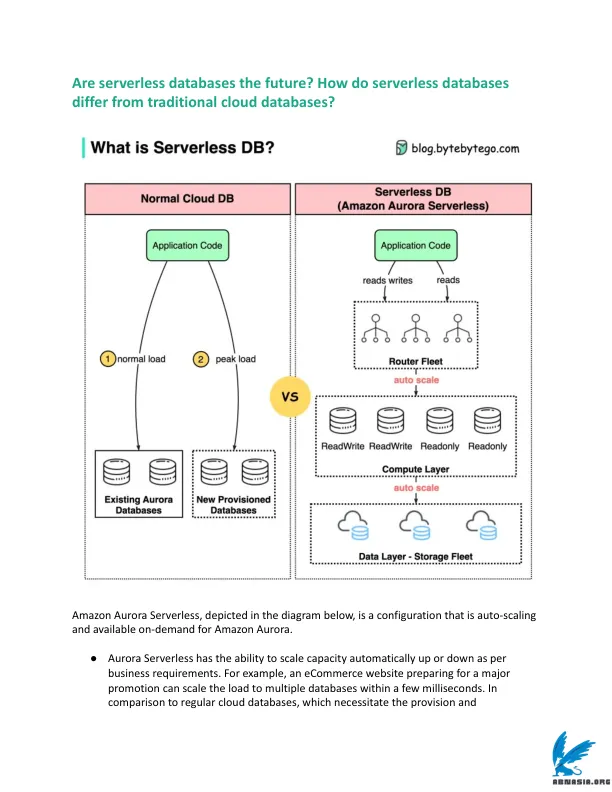 Are serverless databases the future? How do serverless databases
differ from traditional cloud databases?
What is Serverless DB?
blog.bytebytego.com
Normal Cloud DB
Serverless DB
(Amazon Aurora Serverless)
Application Code
Application Code
reads writes
reads
Router Fleet
1 normal load
2 peak load
auto scale
VS
ReadWrite ReadWrite Readonly Readonly
Compute Layer
auto scale
Existing Aurora
Databases
New Provisioned
Databases
Data Layer - Storage Fleet
Amazon Aurora Serverless, depicted in the diagram below, is a configuration that is auto-scaling
and available on-demand for Amazon Aurora.
● Aurora Serverless has the ability to scale capacity automatically up or down as per
business requirements. For example, an eCommerce website preparing for a major
promotion can scale the load to multiple databases within a few milliseconds. In
comparison to regular cloud databases, which necessitate the provision and
ABNASIA.ORG